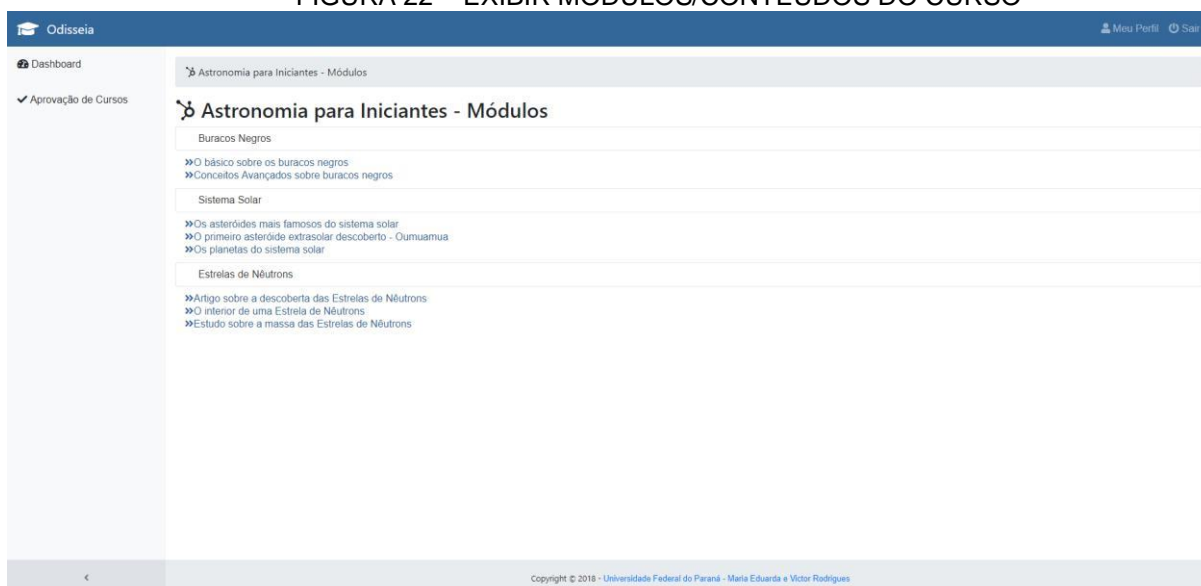 FIGURA 22 – EXIBIR MÓDULOS/CONTEÚDOS DO CURSO
Odisseia
Meu Perfil Sair
Dashboard
Aprovação de Cursos
Astronomia para Iniciantes - Módulos
Astronomia para Iniciantes - Módulos
Buracos Negros
»O básico sobre os buracos negros
»Conceitos Avançados sobre buracos negros
Sistema Solar
»Os asteróides mais famosos do sistema solar
»O primeiro asteróide extrasolar descoberto - Oumuamua
»Os planetas do sistema solar
Estrelas de Nêutrons
»Artigo sobre a descoberta das Estrelas de Nêutrons
»O interior de uma Estrela de Nêutrons
»Estudo sobre a massa das Estrelas de Nêutrons
Copyright © 2018 - Universidade Federal do Paraná - Maria Eduarda e Victor Rodrigues